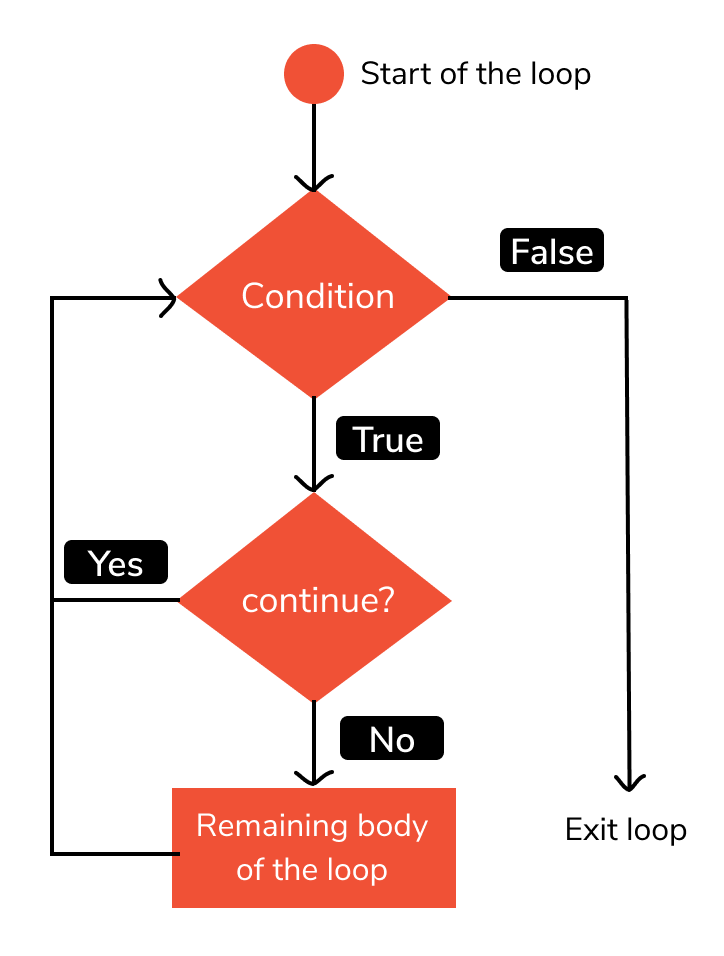 Start of the loop
False
Condition
True
Yes
continue?
No
Remaining body
of the loop
Exit loop